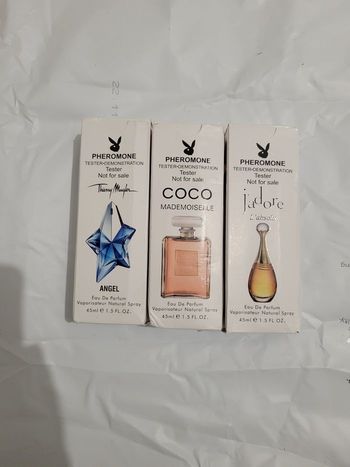 PHEROMONE
TESTER-DEMONSTRATION
Tester
Not for sale
Thierry Mugler
ANGEL
Eau De Parfum
Vaporisateur Natural Spray
45ml e 1.5 FL OZ.
PHEROMONE
TESTER-DEMONSTRATION
Tester
Not for sale
COCO
MADEMOISELLE
Eau De Parfum
Vaporisateur Natural Spray
45ml e 1.5 FL OZ.
PHEROMONE
TESTER-DEMONSTRATION
Tester
Not for sale
j'adore
L'absolu
Eau De Parfum
Vaporisateur Natural Spray
45ml e 1.5 FL OZ.